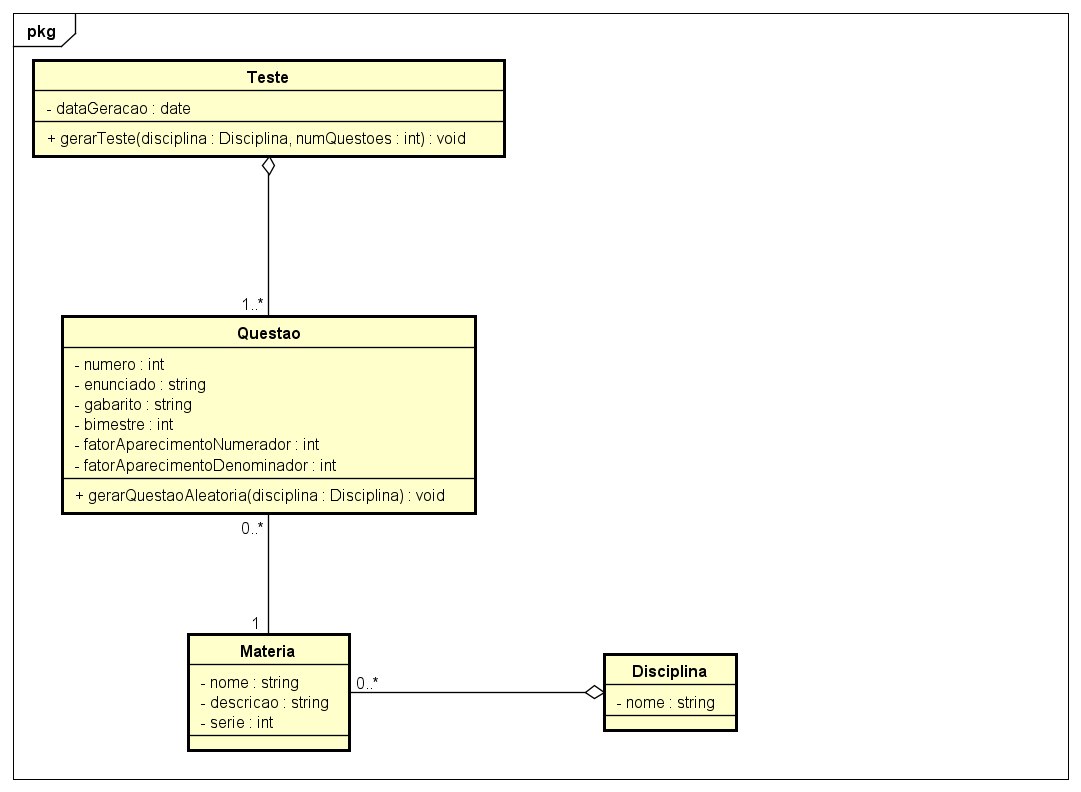 pkg
Teste
- dataGeracao : date
+ gerarTeste(disciplina : Disciplina, numQuestoes : int) : void
1..*
Questao
- numero : int
- enunciado : string
- gabarito : string
- bimestre : int
- fatorAparecimentoNumerador : int
- fatorAparecimentoDenominador : int
+ gerarQuestaoAleatoria(disciplina : Disciplina) : void
0..*
1
Materia
- nome : string
- descricao : string
- serie : int
0..*
Disciplina
- nome : string